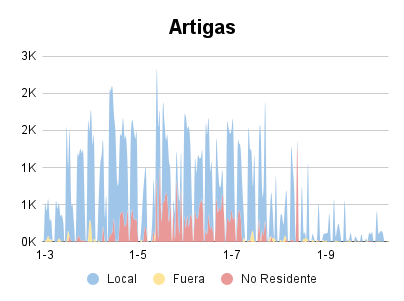 Artigas
3K
2K
2K
1K
1K
0K
1-3 1-5 1-7 1-9
Local Fuera No Residente